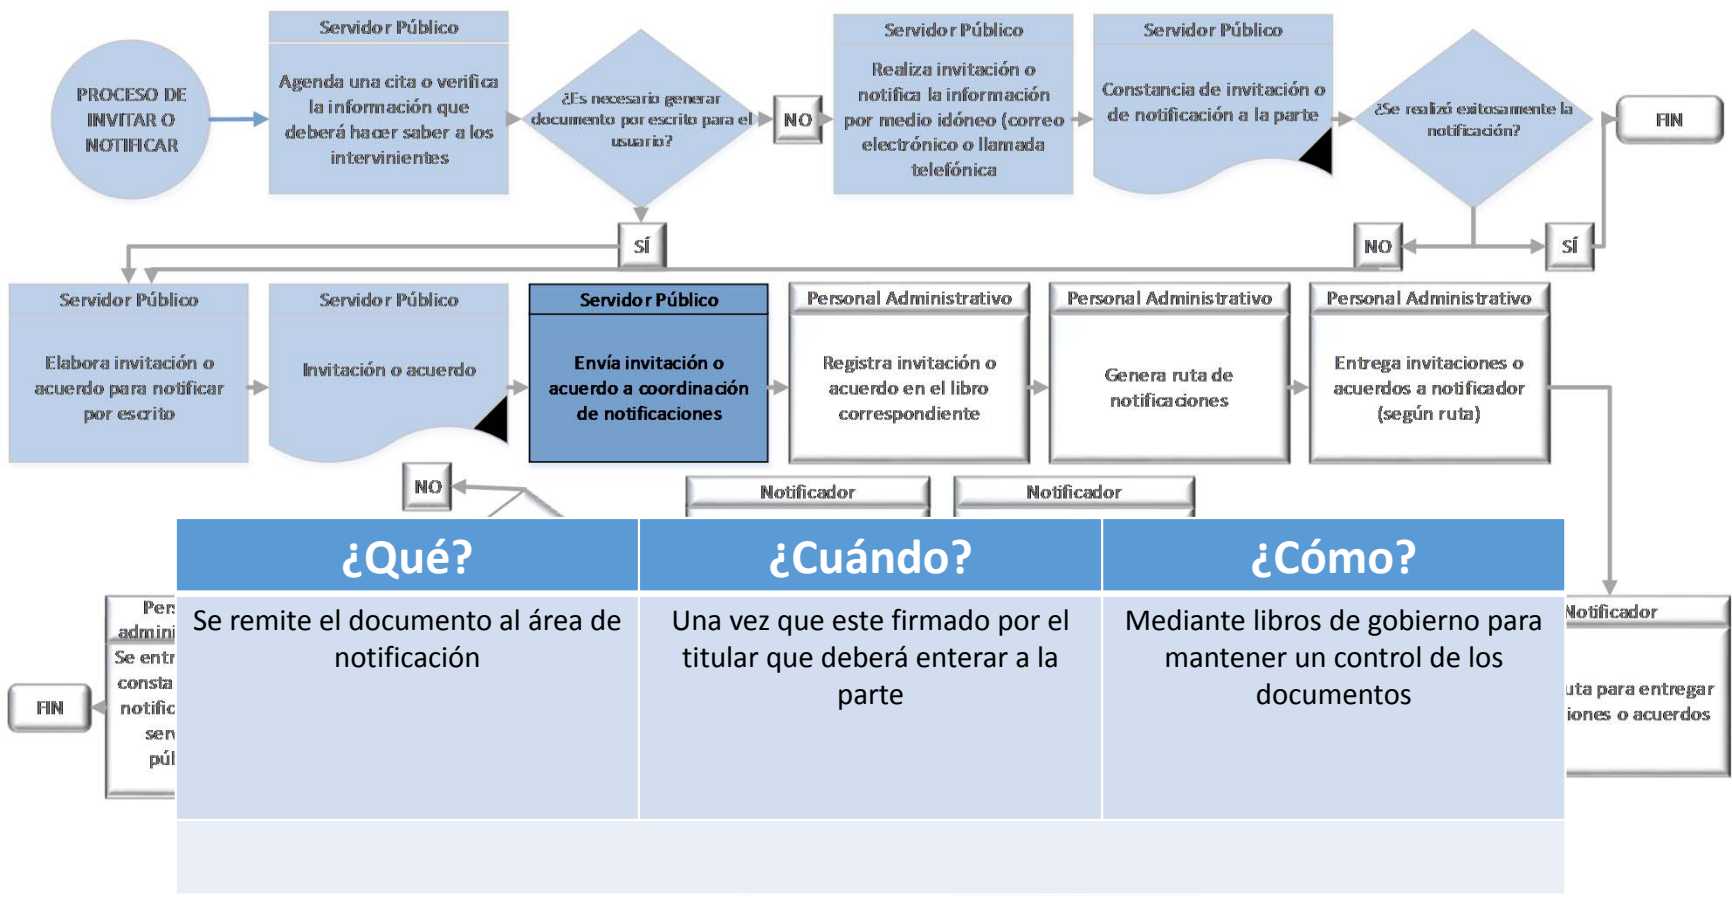 PROCESO DE
INVITAR O
NOTIFICAR
Servidor Público
Agenda una cita o verifica
la información que
deberá hacer saber a los
intervinientes
¿Es necesario generar
documento por escrito para el
usuario?
NO
Servidor Público
Realiza invitación o
notifica la información
por medio idóneo (correo
electrónico o llamada
telefónica
Servidor Público
Constancia de invitación o
de notificación a la parte
¿Se realizó exitosamente la
notificación?
FIN
SÍ
NO
SÍ
Servidor Público
Elabora invitación o
acuerdo para notificar
por escrito
Servidor Público
Invitación o acuerdo
Servidor Público
Envía invitación o
acuerdo a coordinación
de notificaciones
Personal Administrativo
Registra invitación o
acuerdo en el libro
correspondiente
Personal Administrativo
Genera ruta de
notificaciones
Personal Administrativo
Entrega invitaciones o
acuerdos a notificador
(según ruta)
NO
Notificador
Notificador
¿Qué?
¿Cuándo?
¿Cómo?
Se remite el documento al área de
notificación
Una vez que este firmado por el
titular que deberá enterar a la
parte
Mediante libros de gobierno para
mantener un control de los
documentos
FIN
Notificador
para entregar
o acuerdos